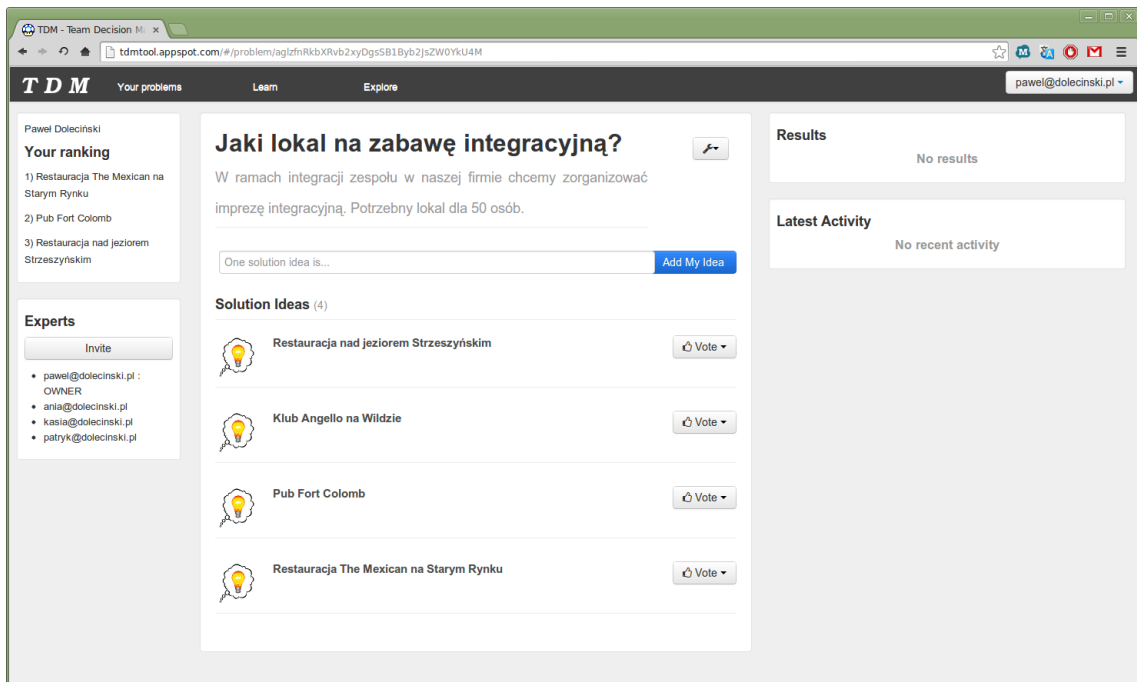 TDM - Team Decision M
tdmtool.appspot.com/#/problem/aglzfnRkbXRvb2xyDgsSB1Byb2JsZW0YkU4M
T D M
Your problems
Learn
Explore
pawel@dolecinski.pl
Paweł Doleciński
Your ranking
1) Restauracja The Mexican na
Starym Rynku
2) Pub Fort Colomb
3) Restauracja nad jeziorem
Strzeszyńskim
Experts
Invite
pawel@dolecinski.pl :
OWNER
ania@dolecinski.pl
kasia@dolecinski.pl
patryk@dolecinski.pl
Jaki lokal na zabawę integracyjną?
W ramach integracji zespołu w naszej firmie chcemy zorganizować
imprezę integracyjną. Potrzebny lokal dla 50 osób.
One solution idea is...
Add My Idea
Solution Ideas (4)
Restauracja nad jeziorem Strzeszyńskim
Vote
Klub Angello na Wildzie
Vote
Pub Fort Colomb
Vote
Restauracja The Mexican na Starym Rynku
Vote
Results
No results
Latest Activity
No recent activity